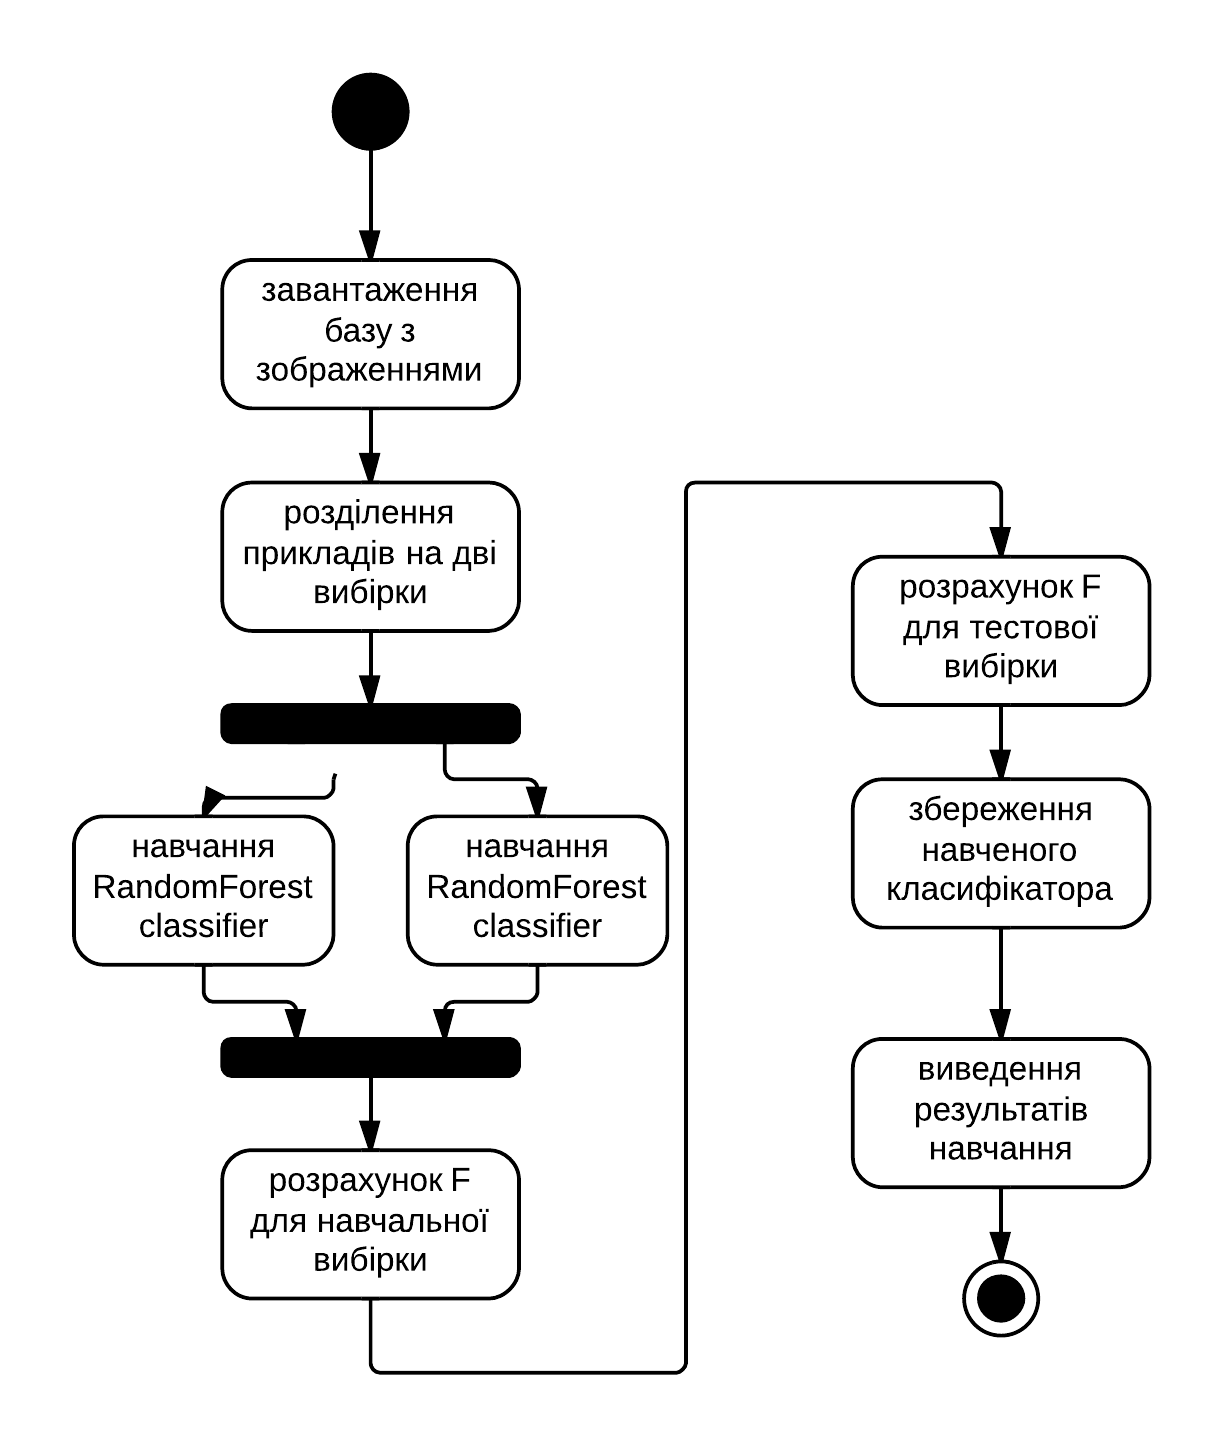 завантаження
базу з
зображеннями
розділення
прикладів на дві
вибірки
навчання
RandomForest
classifier
навчання
RandomForest
classifier
розрахунок F
для навчальної
вибірки
розрахунок F
для тестової
вибірки
збереження
навченого
класифікатора
виведення
результатів
навчання